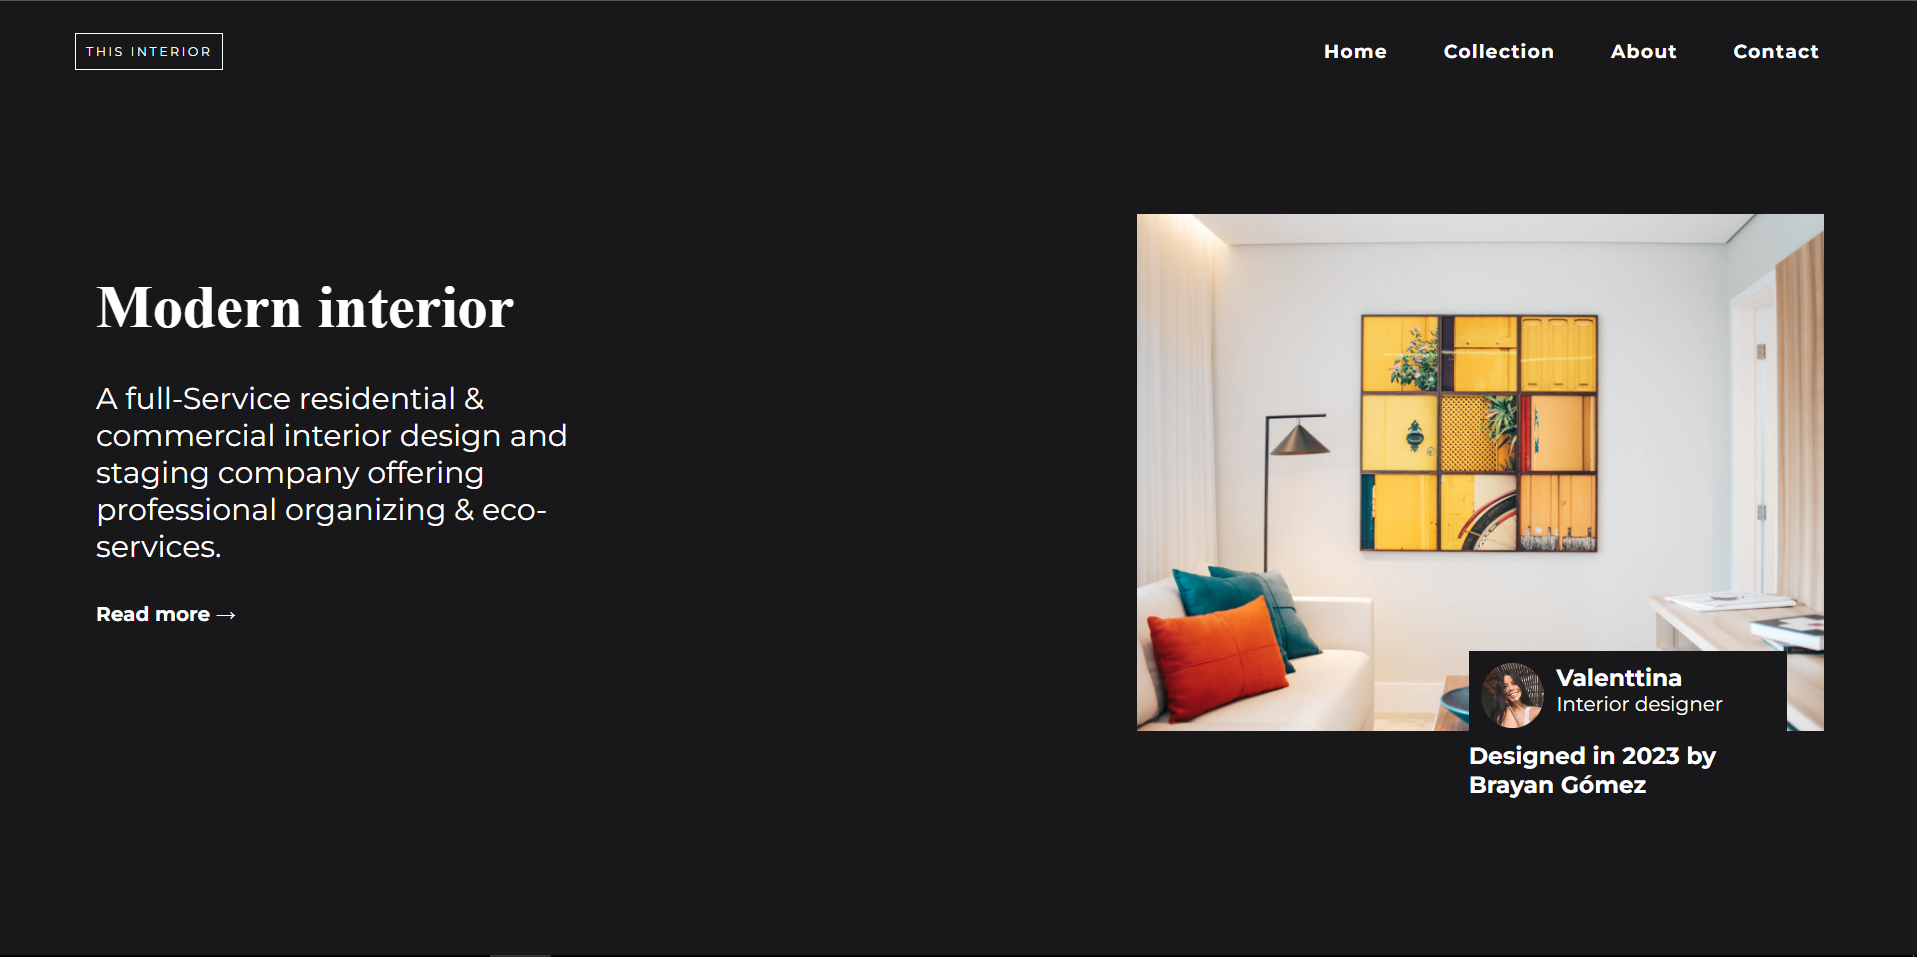 THIS INTERIOR
Home Collection About Contact
Modern interior
A full-Service residential &
commercial interior design and
staging company offering
professional organizing & eco-
services.
Read more →
Valenttina
Interior designer
Designed in 2023 by
Brayan Gómez